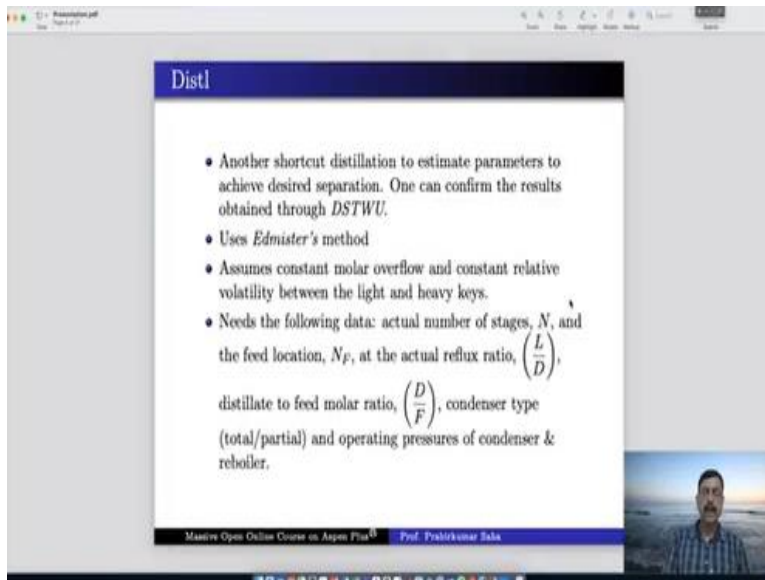 Presentation.pdf
Search
Distl
• Another shortcut distillation to estimate parameters to
achieve desired separation. One can confirm the results
obtained through DSTWU.
• Uses Edmister's method
• Assumes constant molar overflow and constant relative
volatility between the light and heavy keys.
• Needs the following data: actual number of stages, N, and
the feed location, N_F, at the actual reflux ratio, (L/D),
distillate to feed molar ratio, (D/F), condenser type
(total/partial) and operating pressures of condenser &
reboiler.
Massive Open Online Course on Aspen Plus® Prof. Prabirkumar Saha